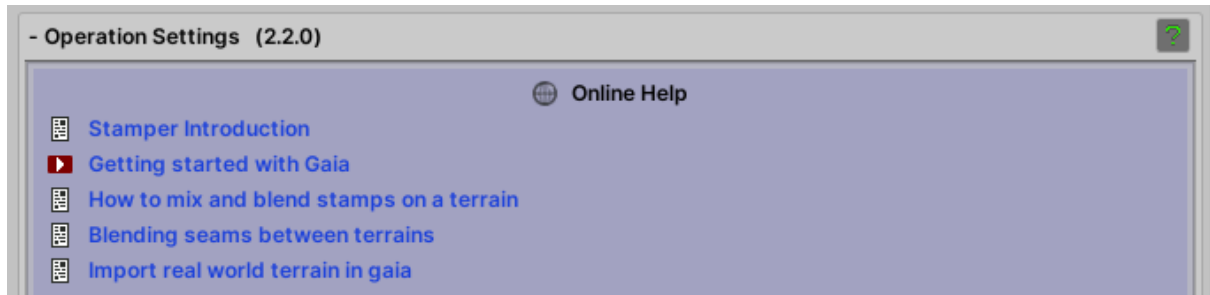 - Operation Settings (2.2.0)
?
Online Help
Stamper Introduction
Getting started with Gaia
How to mix and blend stamps on a terrain
Blending seams between terrains
Import real world terrain in gaia